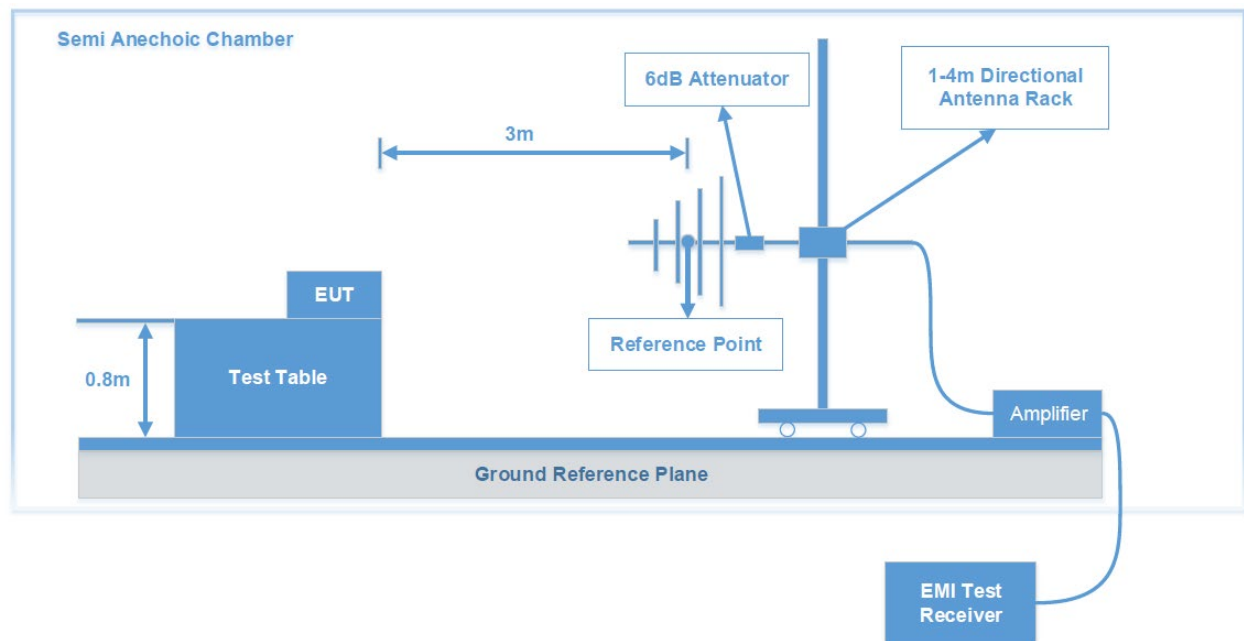 Semi Anechoic Chamber
6dB Attenuator
1-4m Directional
Antenna Rack
3m
EUT
Reference Point
0.8m
Test Table
Amplifier
Ground Reference Plane
EMI Test
Receiver